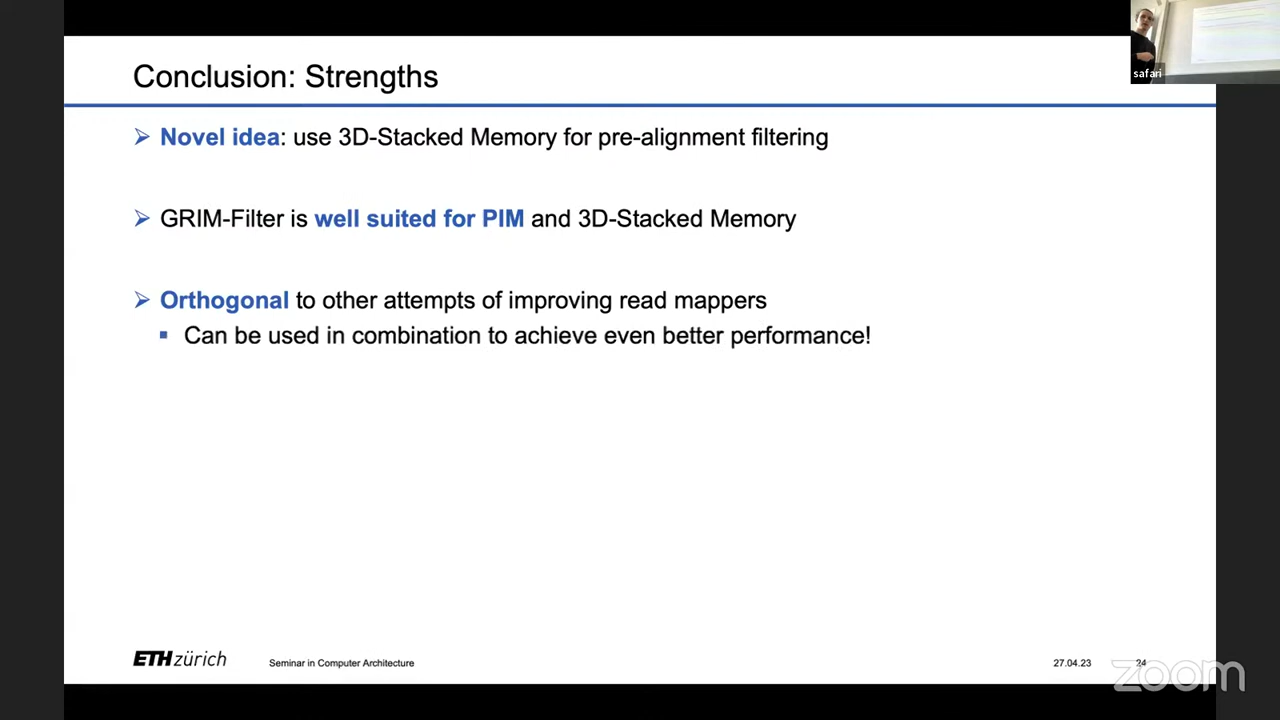 Conclusion: Strengths
safari
➢ Novel idea: use 3D-Stacked Memory for pre-alignment filtering
➢ GRIM-Filter is well suited for PIM and 3D-Stacked Memory
➢ Orthogonal to other attempts of improving read mappers
▪ Can be used in combination to achieve even better performance!
ETH zürich
Seminar in Computer Architecture
27.04.23
24
zoom